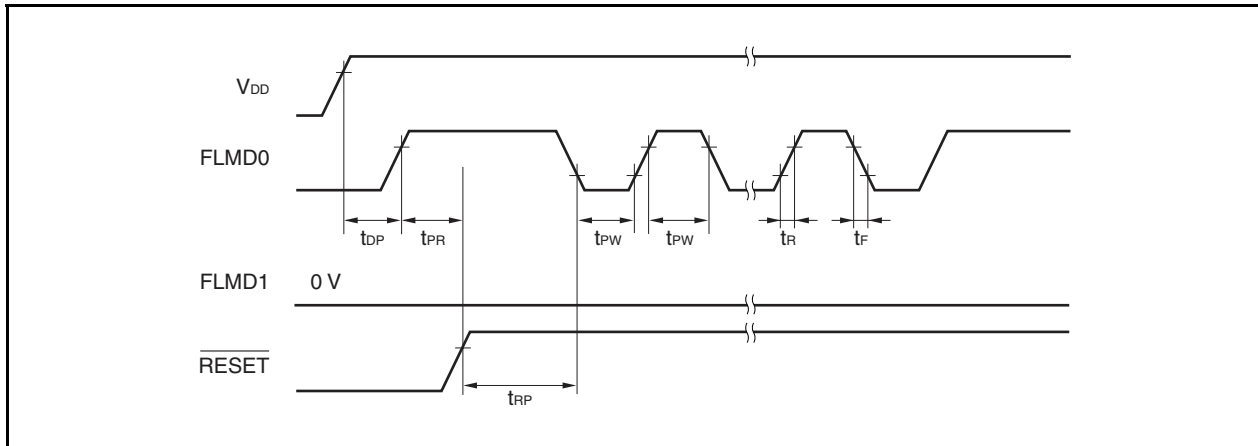 VDD
FLMD0
tDP
tPR
tPW
tPW
tR
tF
FLMD1 0 V
RESET
tRP